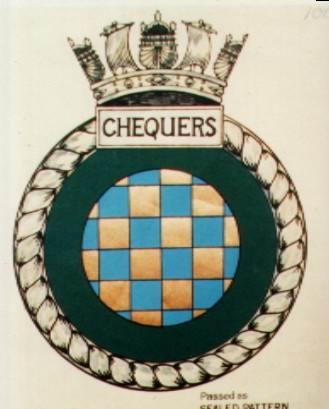 CHEQUERS
Passed as
SEALED PATTERN